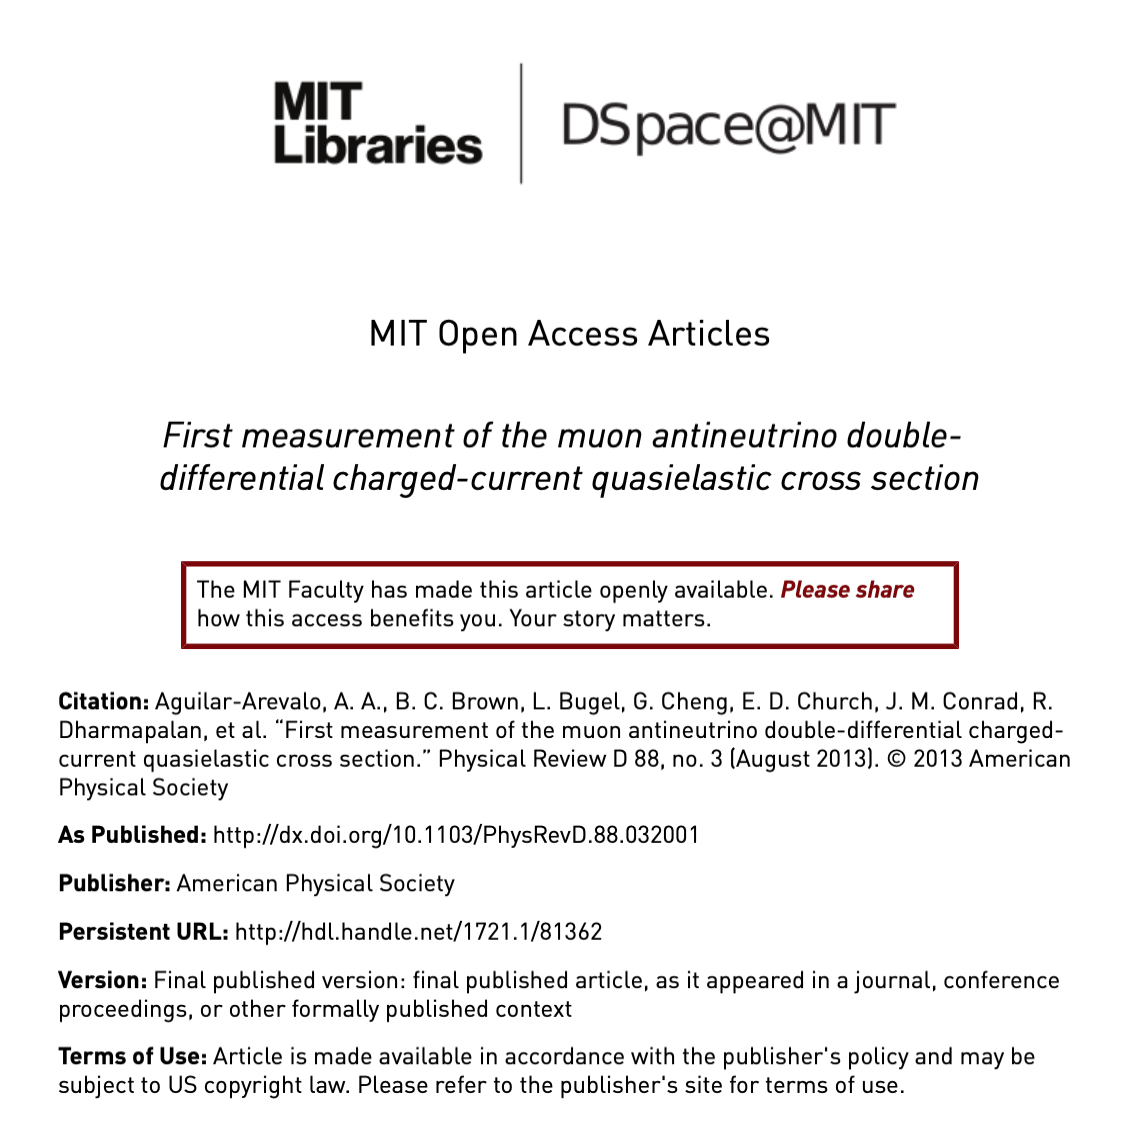 MIT
Libraries
DSpace@MIT
MIT Open Access Articles
First measurement of the muon antineutrino double-
differential charged-current quasielastic cross section
The MIT Faculty has made this article openly available. Please share
how this access benefits you. Your story matters.
Citation: Aguilar-Arevalo, A. A., B. C. Brown, L. Bugel, G. Cheng, E. D. Church, J. M. Conrad, R.
Dharmapalan, et al. “First measurement of the muon antineutrino double-differential charged-
current quasielastic cross section.” Physical Review D 88, no. 3 (August 2013). © 2013 American
Physical Society
As Published: http://dx.doi.org/10.1103/PhysRevD.88.032001
Publisher: American Physical Society
Persistent URL: http://hdl.handle.net/1721.1/81362
Version: Final published version: final published article, as it appeared in a journal, conference
proceedings, or other formally published context
Terms of Use: Article is made available in accordance with the publisher's policy and may be
subject to US copyright law. Please refer to the publisher's site for terms of use.